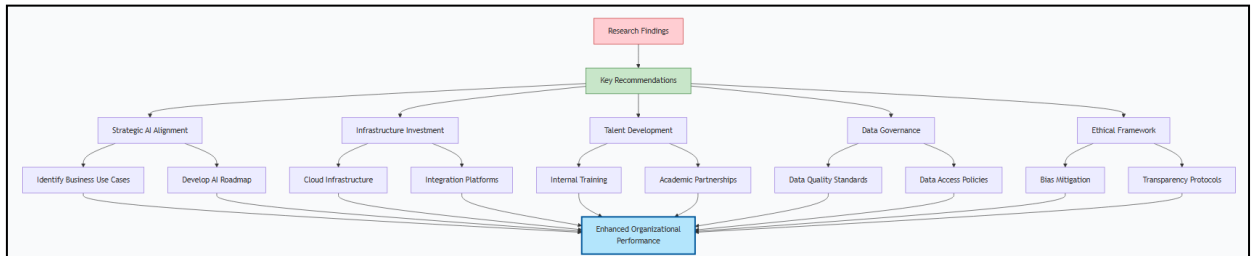 Research Findings
Key Recommendations
Strategic AI Alignment
Infrastructure Investment
Talent Development
Data Governance
Ethical Framework
Identify Business Use Cases
Develop AI Roadmap
Cloud Infrastructure
Integration Platforms
Internal Training
Academic Partnerships
Data Quality Standards
Data Access Policies
Bias Mitigation
Transparency Protocols
Enhanced Organizational
Performance